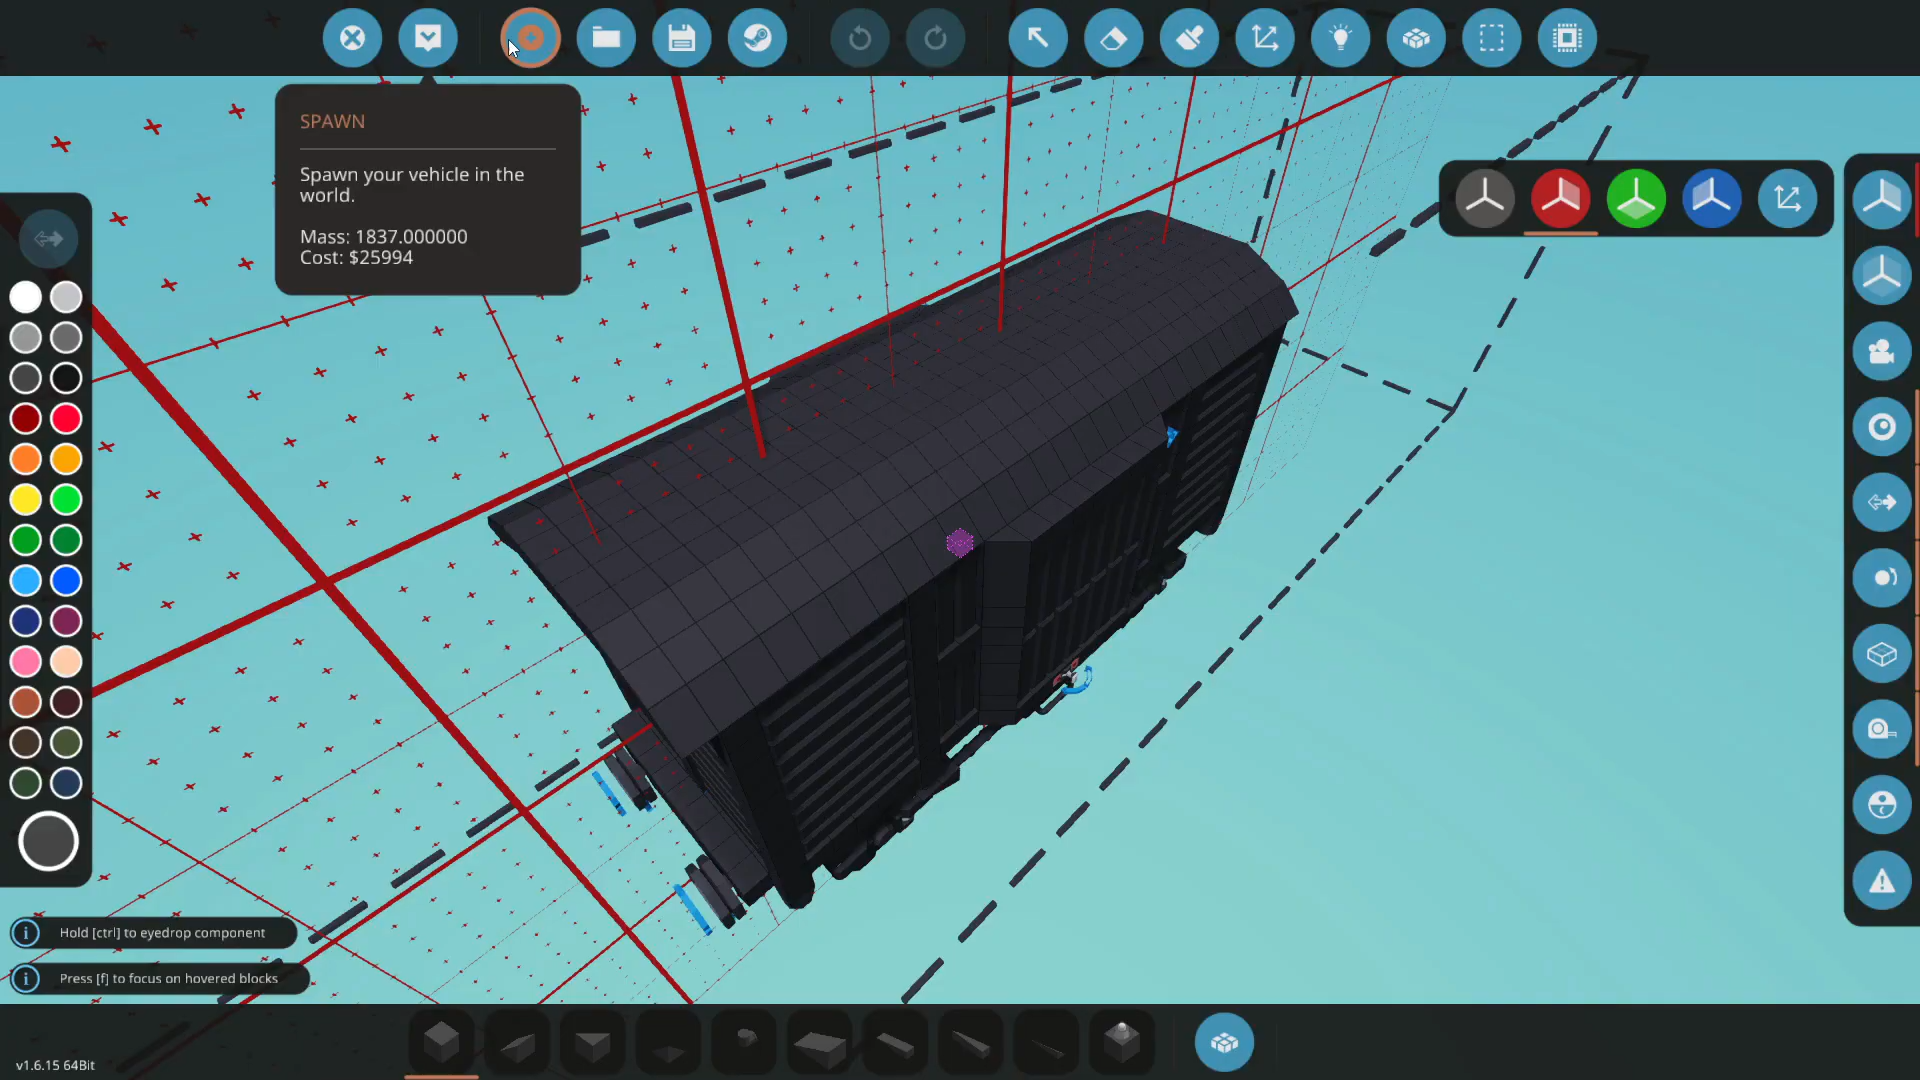 SPAWN
Spawn your vehicle in the
world.
Mass: 1837.000000
Cost: $25994
Hold [ctrl] to eyedrop component
Press [f] to focus on hovered blocks
v1.6.15 64Bit